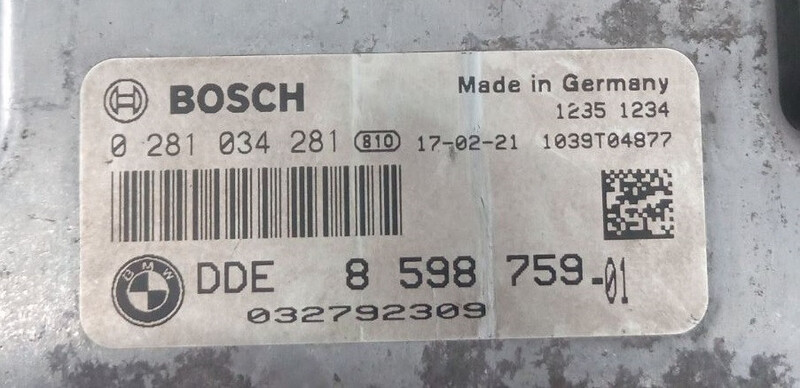 BOSCH
Made in Germany
1235 1234
0 281 034 281 810 17-02-21 1039T04877
BMW
DDE 8 598 759-01
032792309